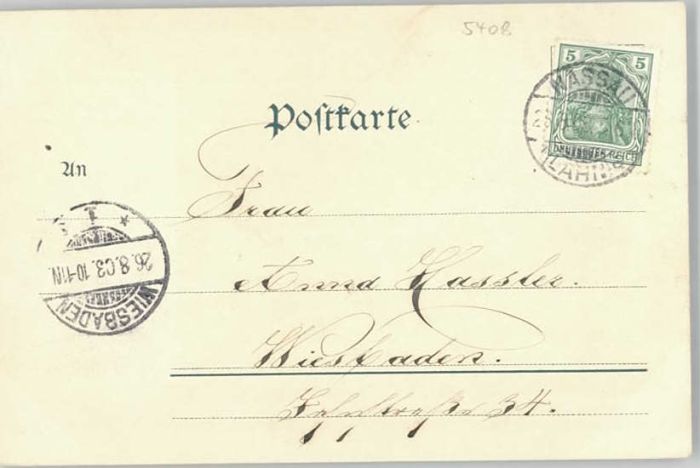 5408
5 5
NASSAU
(LAHN)
DEUTSCHES REICH
Postkarte
An
Frau
Anna Hassler.
Wiesbaden.
34.
26.8.03. 10-11N.
WIESBADEN